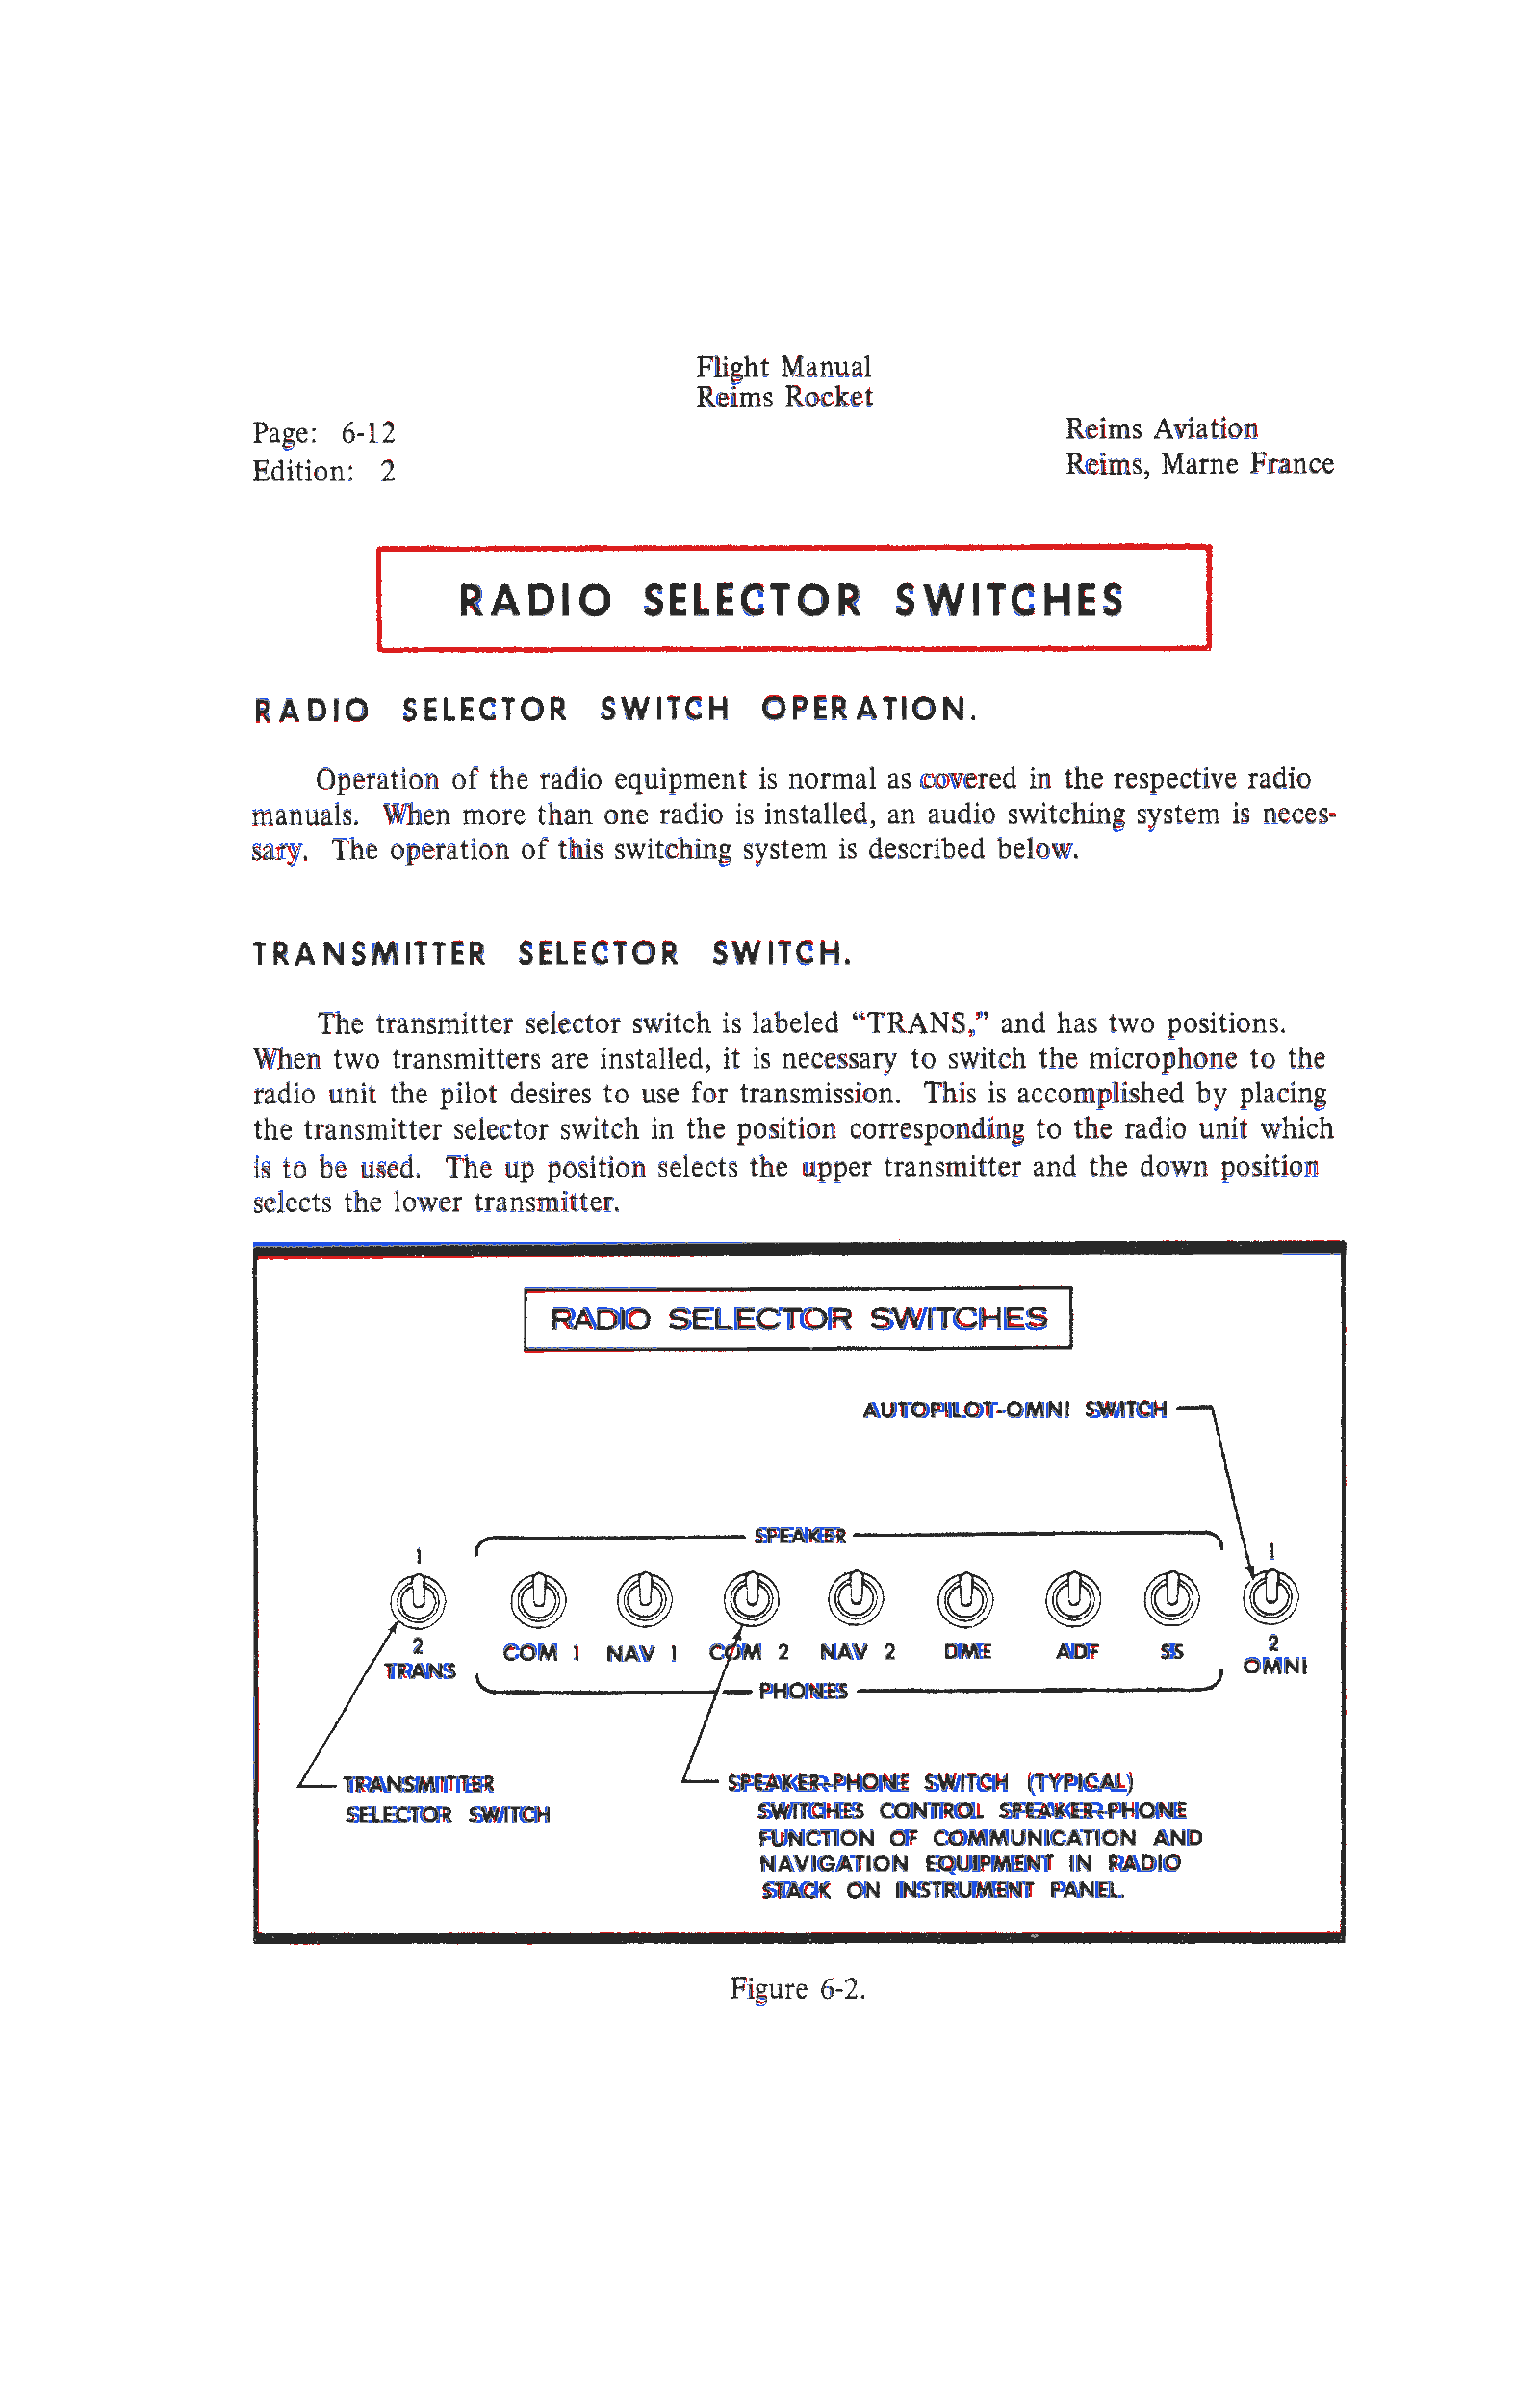 Flight Manual
Reims Rocket
Page: 6-12
Edition: 2
Reims Aviation
Reims, Marne France
RADIO SELECTOR SWITCHES
RADIO SELECTOR SWITCH OPERATION.
Operation of the radio equipment is normal as covered in the respective radio
manuals. When more than one radio is installed, an audio switching system is neces-
sary. The operation of this switching system is described below.
TRANSMITTER SELECTOR SWITCH.
The transmitter selector switch is labeled “TRANS,” and has two positions.
When two transmitters are installed, it is necessary to switch the microphone to the
radio unit the pilot desires to use for transmission. This is accomplished by placing
the transmitter selector switch in the position corresponding to the radio unit which
is to be used. The up position selects the upper transmitter and the down position
selects the lower transmitter.
RADIO SELECTOR SWITCHES
AUTOPILOT-OMNI SWITCH
SPEAKER
1
1
2
TRANS
COM 1 NAV 1 COM 2 NAV 2 DME ADF SS
2
OMNI
PHONES
TRANSMITTER
SELECTOR SWITCH
SPEAKER-PHONE SWITCH (TYPICAL)
SWITCHES CONTROL SPEAKER-PHONE
FUNCTION OF COMMUNICATION AND
NAVIGATION EQUIPMENT IN RADIO
STACK ON INSTRUMENT PANEL.
Figure 6-2.